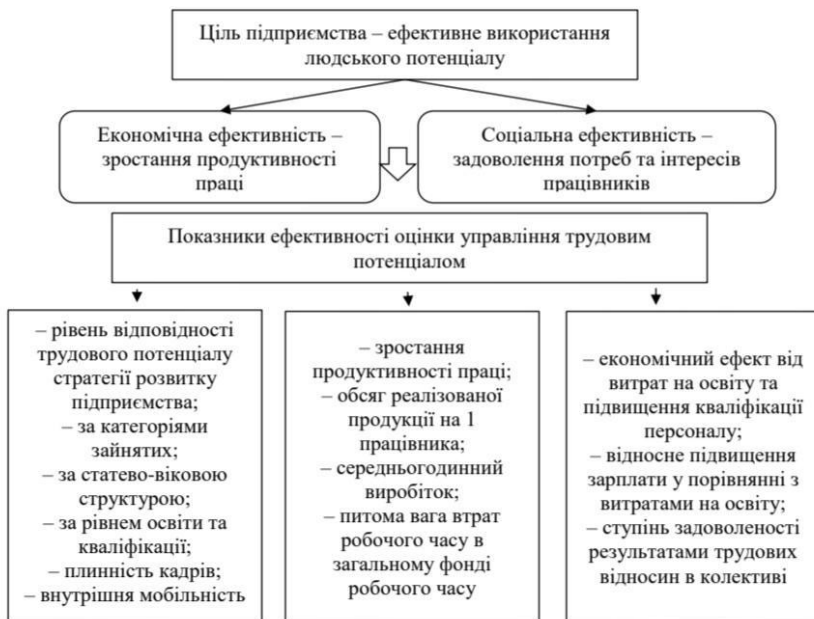 Ціль підприємства – ефективне використання
людського потенціалу
Економічна ефективність –
зростання продуктивності
праці
Соціальна ефективність –
задоволення потреб та інтересів
працівників
Показники ефективності оцінки управління трудовим
потенціалом
– рівень відповідності
трудового потенціалу
стратегії розвитку
підприємства;
– за категоріями
зайнятих;
– за статево-віковою
структурою;
– за рівнем освіти та
кваліфікації;
– плинність кадрів;
– внутрішня мобільність
– зростання
продуктивності праці;
– обсяг реалізованої
продукції на 1
працівника;
– середньогодинний
виробіток;
– питома вага втрат
робочого часу в
загальному фонді
робочого часу
– економічний ефект від
витрат на освіту та
підвищення кваліфікації
персоналу;
– відносне підвищення
зарплати у порівнянні з
витратами на освіту;
– ступінь задоволеності
результатами трудових
відносин в колективі